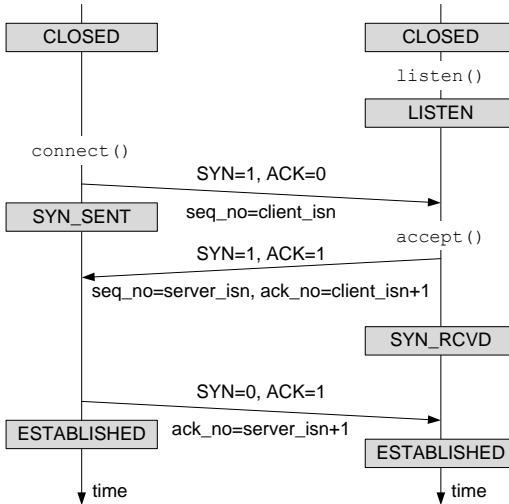 CLOSED
CLOSED
listen()
LISTEN
connect()
SYN=1, ACK=0
SYN_SENT
seq_no=client_isn
accept()
SYN=1, ACK=1
seq_no=server_isn, ack_no=client_isn+1
SYN_RCVD
SYN=0, ACK=1
ESTABLISHED
ack_no=server_isn+1
ESTABLISHED
time
time